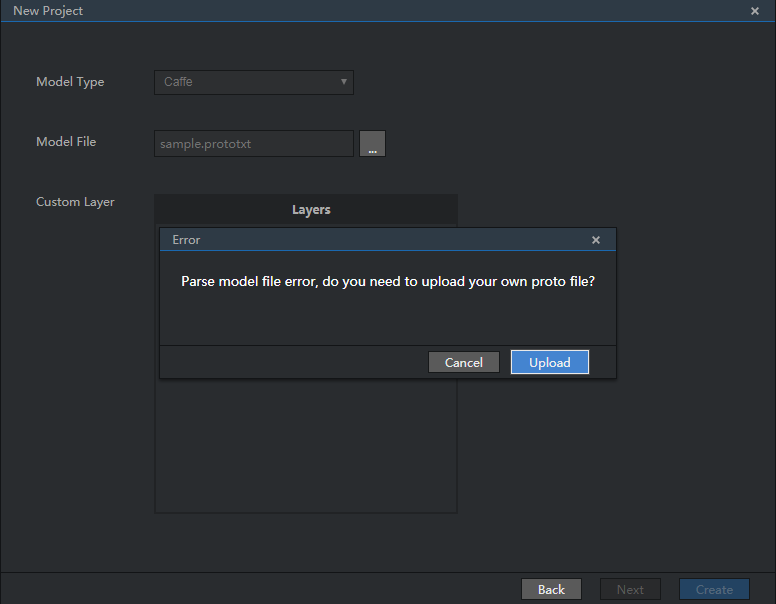 New Project
Model Type
Caffe
Model File
sample.prototxt
...
Custom Layer
Layers
Error
Parse model file error, do you need to upload your own proto file?
Cancel
Upload
Back
Next
Create